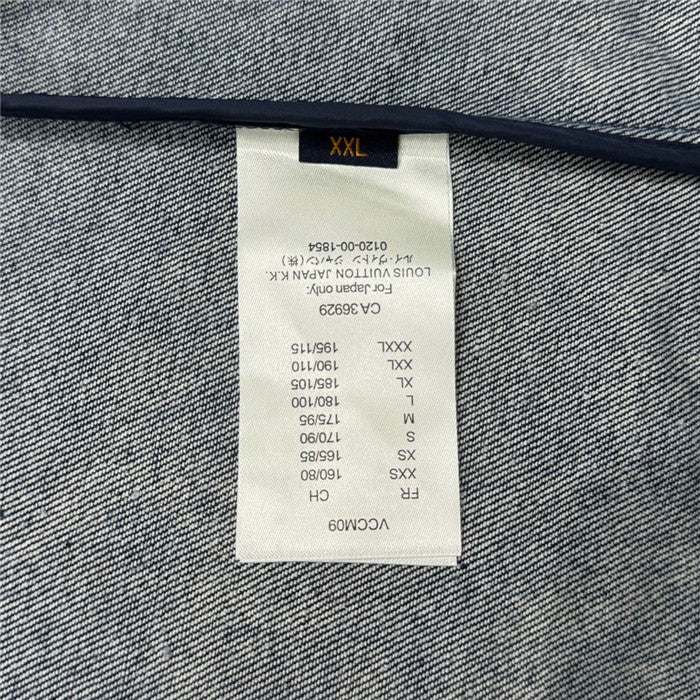 XXL
VCCM09
FR CH
XXS 160/80
XS 165/85
S 170/90
M 175/95
L 180/100
XL 185/105
XXL 190/110
XXXL 195/115
CA 36929
For Japan only:
LOUIS VUITTON JAPAN K.K.
ルイ・ヴィトン ジャパン(株)
0120-00-1854